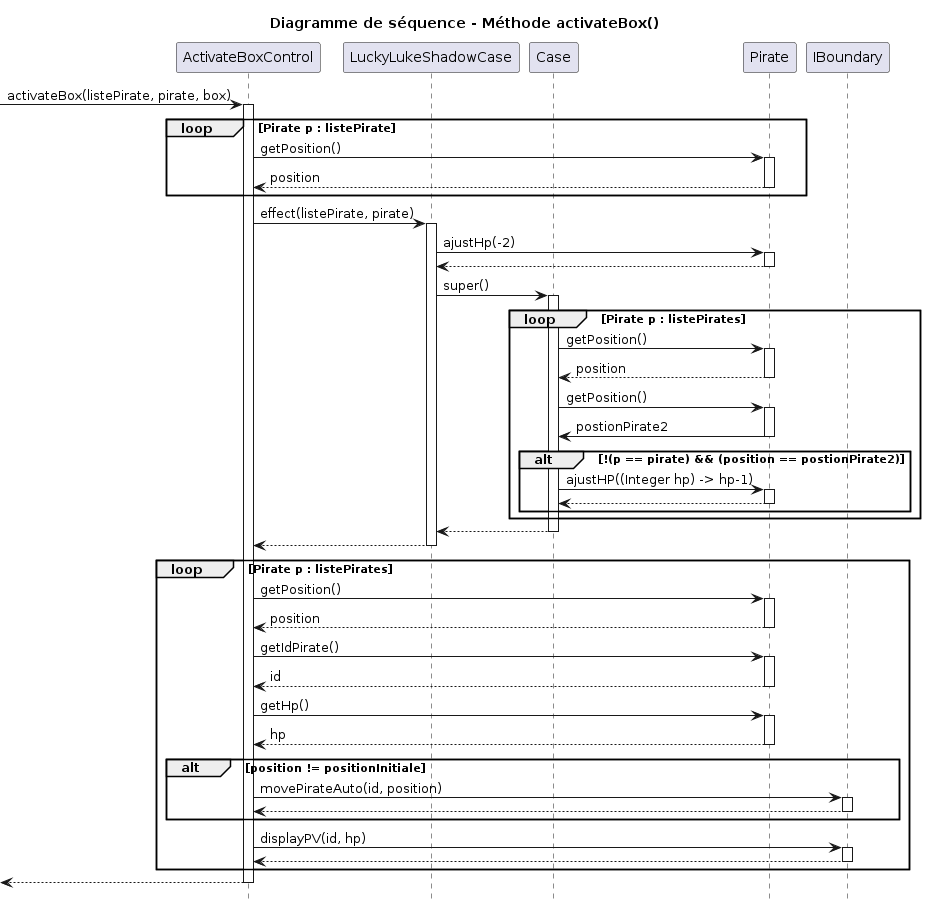 Diagramme de séquence - Méthode activateBox()
ActivateBoxControl LuckyLukeShadowCase Case Pirate IBoundary
activateBox(listePirate, pirate, box)
loop [Pirate p : listePirate]
getPosition()
position
effect(listePirate, pirate)
ajustHp(-2)
super()
loop [Pirate p : listePirates]
getPosition()
position
getPosition()
postionPirate2
alt [!(p == pirate) && (position == postionPirate2)]
ajustHP((Integer hp) -> hp-1)
loop [Pirate p : listePirates]
getPosition()
position
getIdPirate()
id
getHp()
hp
alt [position != positionInitiale]
movePirateAuto(id, position)
displayPV(id, hp)